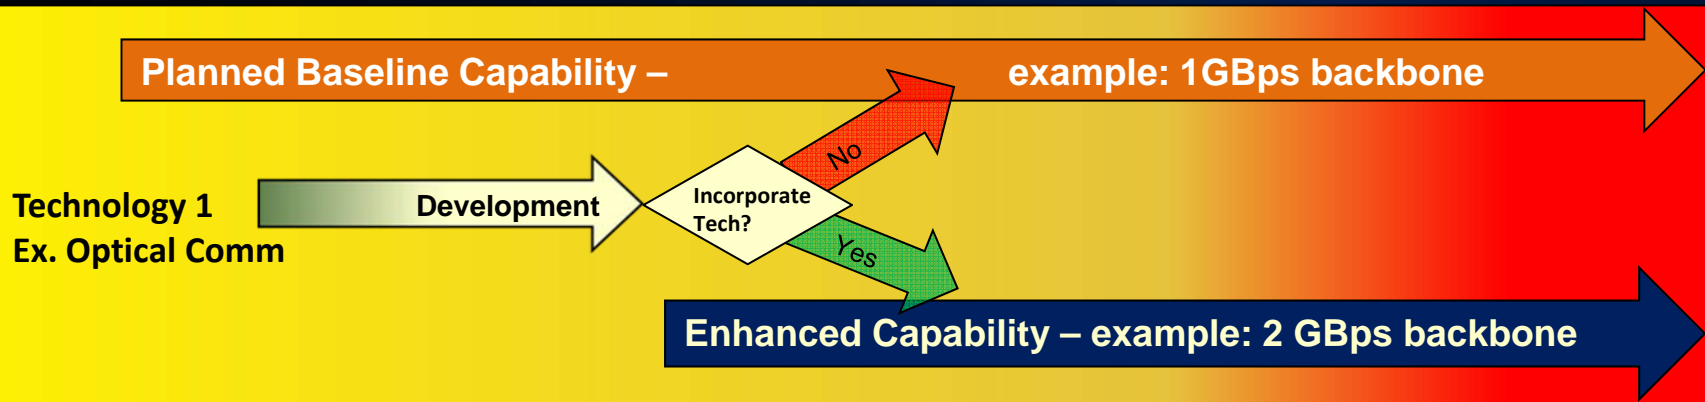 Planned Baseline Capability – example: 1GBps backbone
No
Technology 1
Ex. Optical Comm
Development
Incorporate
Tech?
Yes
Enhanced Capability – example: 2 GBps backbone